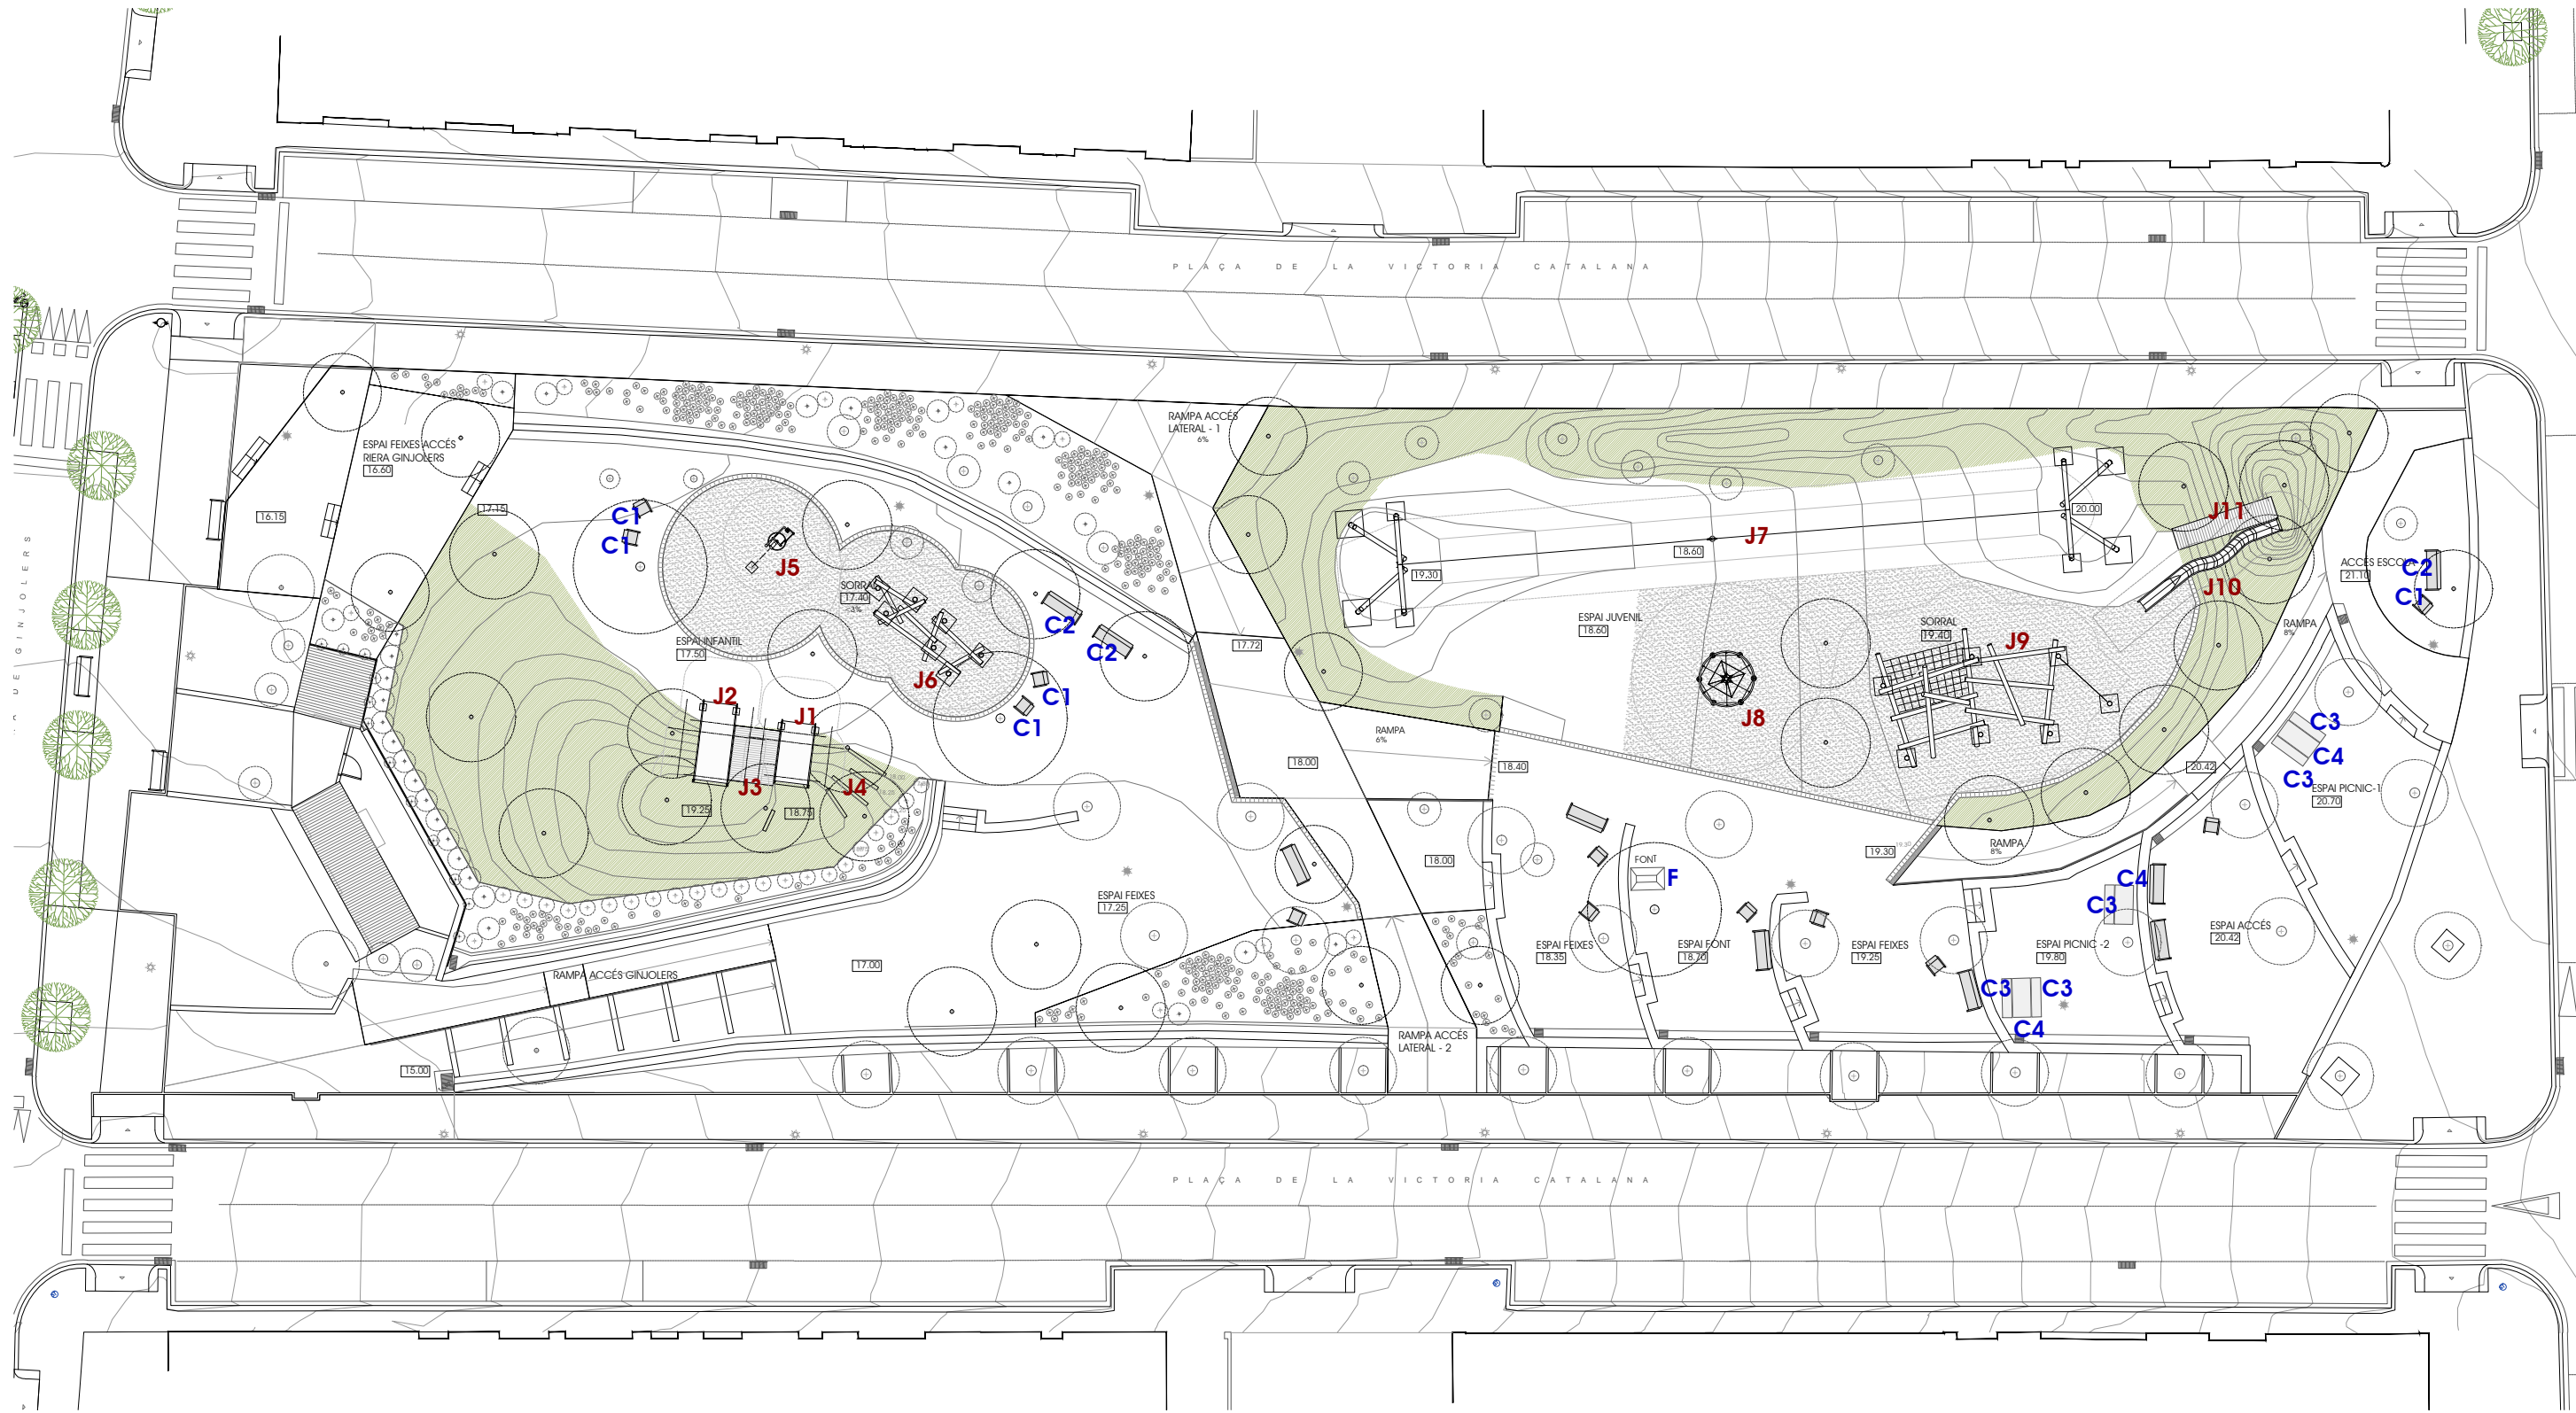 PLAÇA DE LA VICTORIA CATALANA
RAMPA ACCÉS
LATERAL - 1
6%
ESPAI FEIXES ACCÉS
RIERA GINJOLERS
16.60
16.15
17.15
C1
C1
J5
SORRAL
17.40
~3%
J6
ESPAI INFANTIL
17.50
C2
C2
C1
C1
J2
J1
J3
J4
19.25
18.75
17.72
J7
18.60
19.30
20.00
J11
J10
ACCÉS ESCOLA
21.10
C2
C1
ESPAI JUVENIL
18.60
SORRAL
19.40
J9
J8
RAMPA
8%
RAMPA
6%
18.00
18.40
C3
C4
C3
ESPAI PICNIC-1
20.70
20.42
19.30
RAMPA
8%
18.00
FONT
F
C4
C3
ESPAI FEIXES
17.25
ESPAI FEIXES
18.35
ESPAI FONT
18.70
ESPAI FEIXES
19.25
ESPAI PICNIC -2
19.80
ESPAI ACCÉS
20.42
17.00
RAMPA ACCÉS GINJOLERS
C3
C3
C4
RAMPA ACCÉS
LATERAL - 2
15.00
PLAÇA DE LA VICTORIA CATALANA
DE GINJOLERS